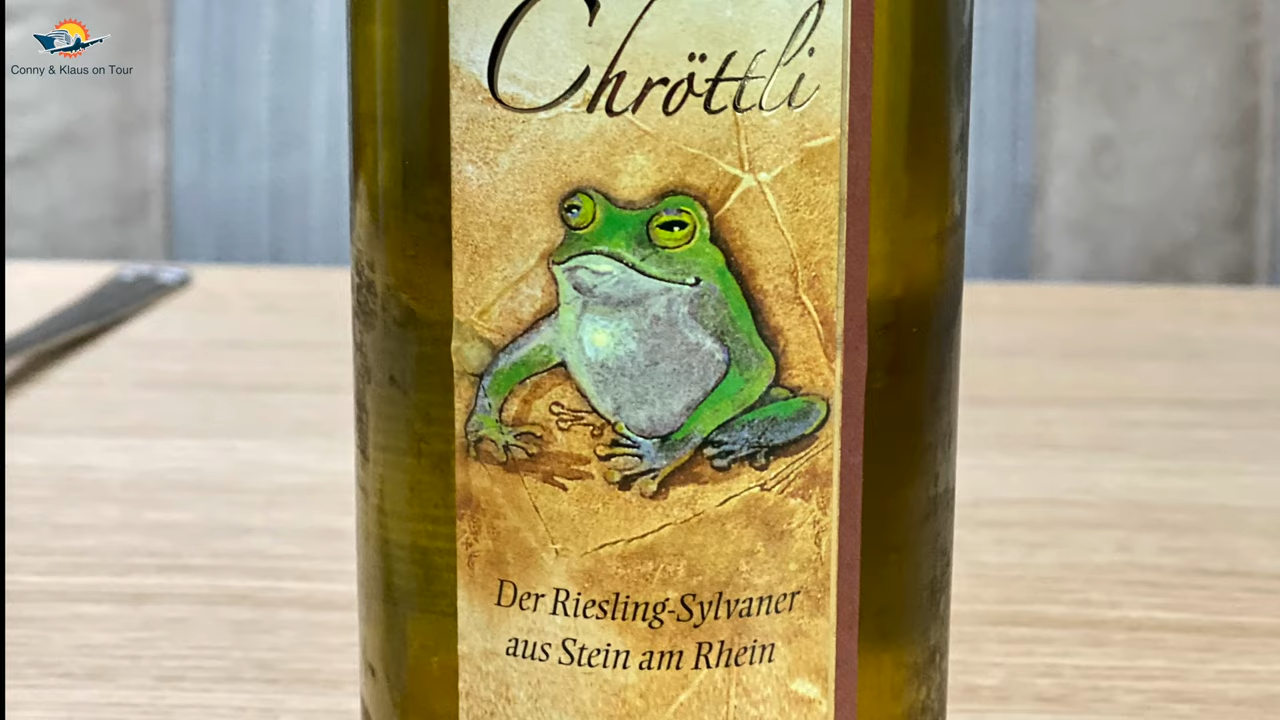 Conny & Klaus on Tour
Chröttli
Der Riesling-Sylvaner
aus Stein am Rhein